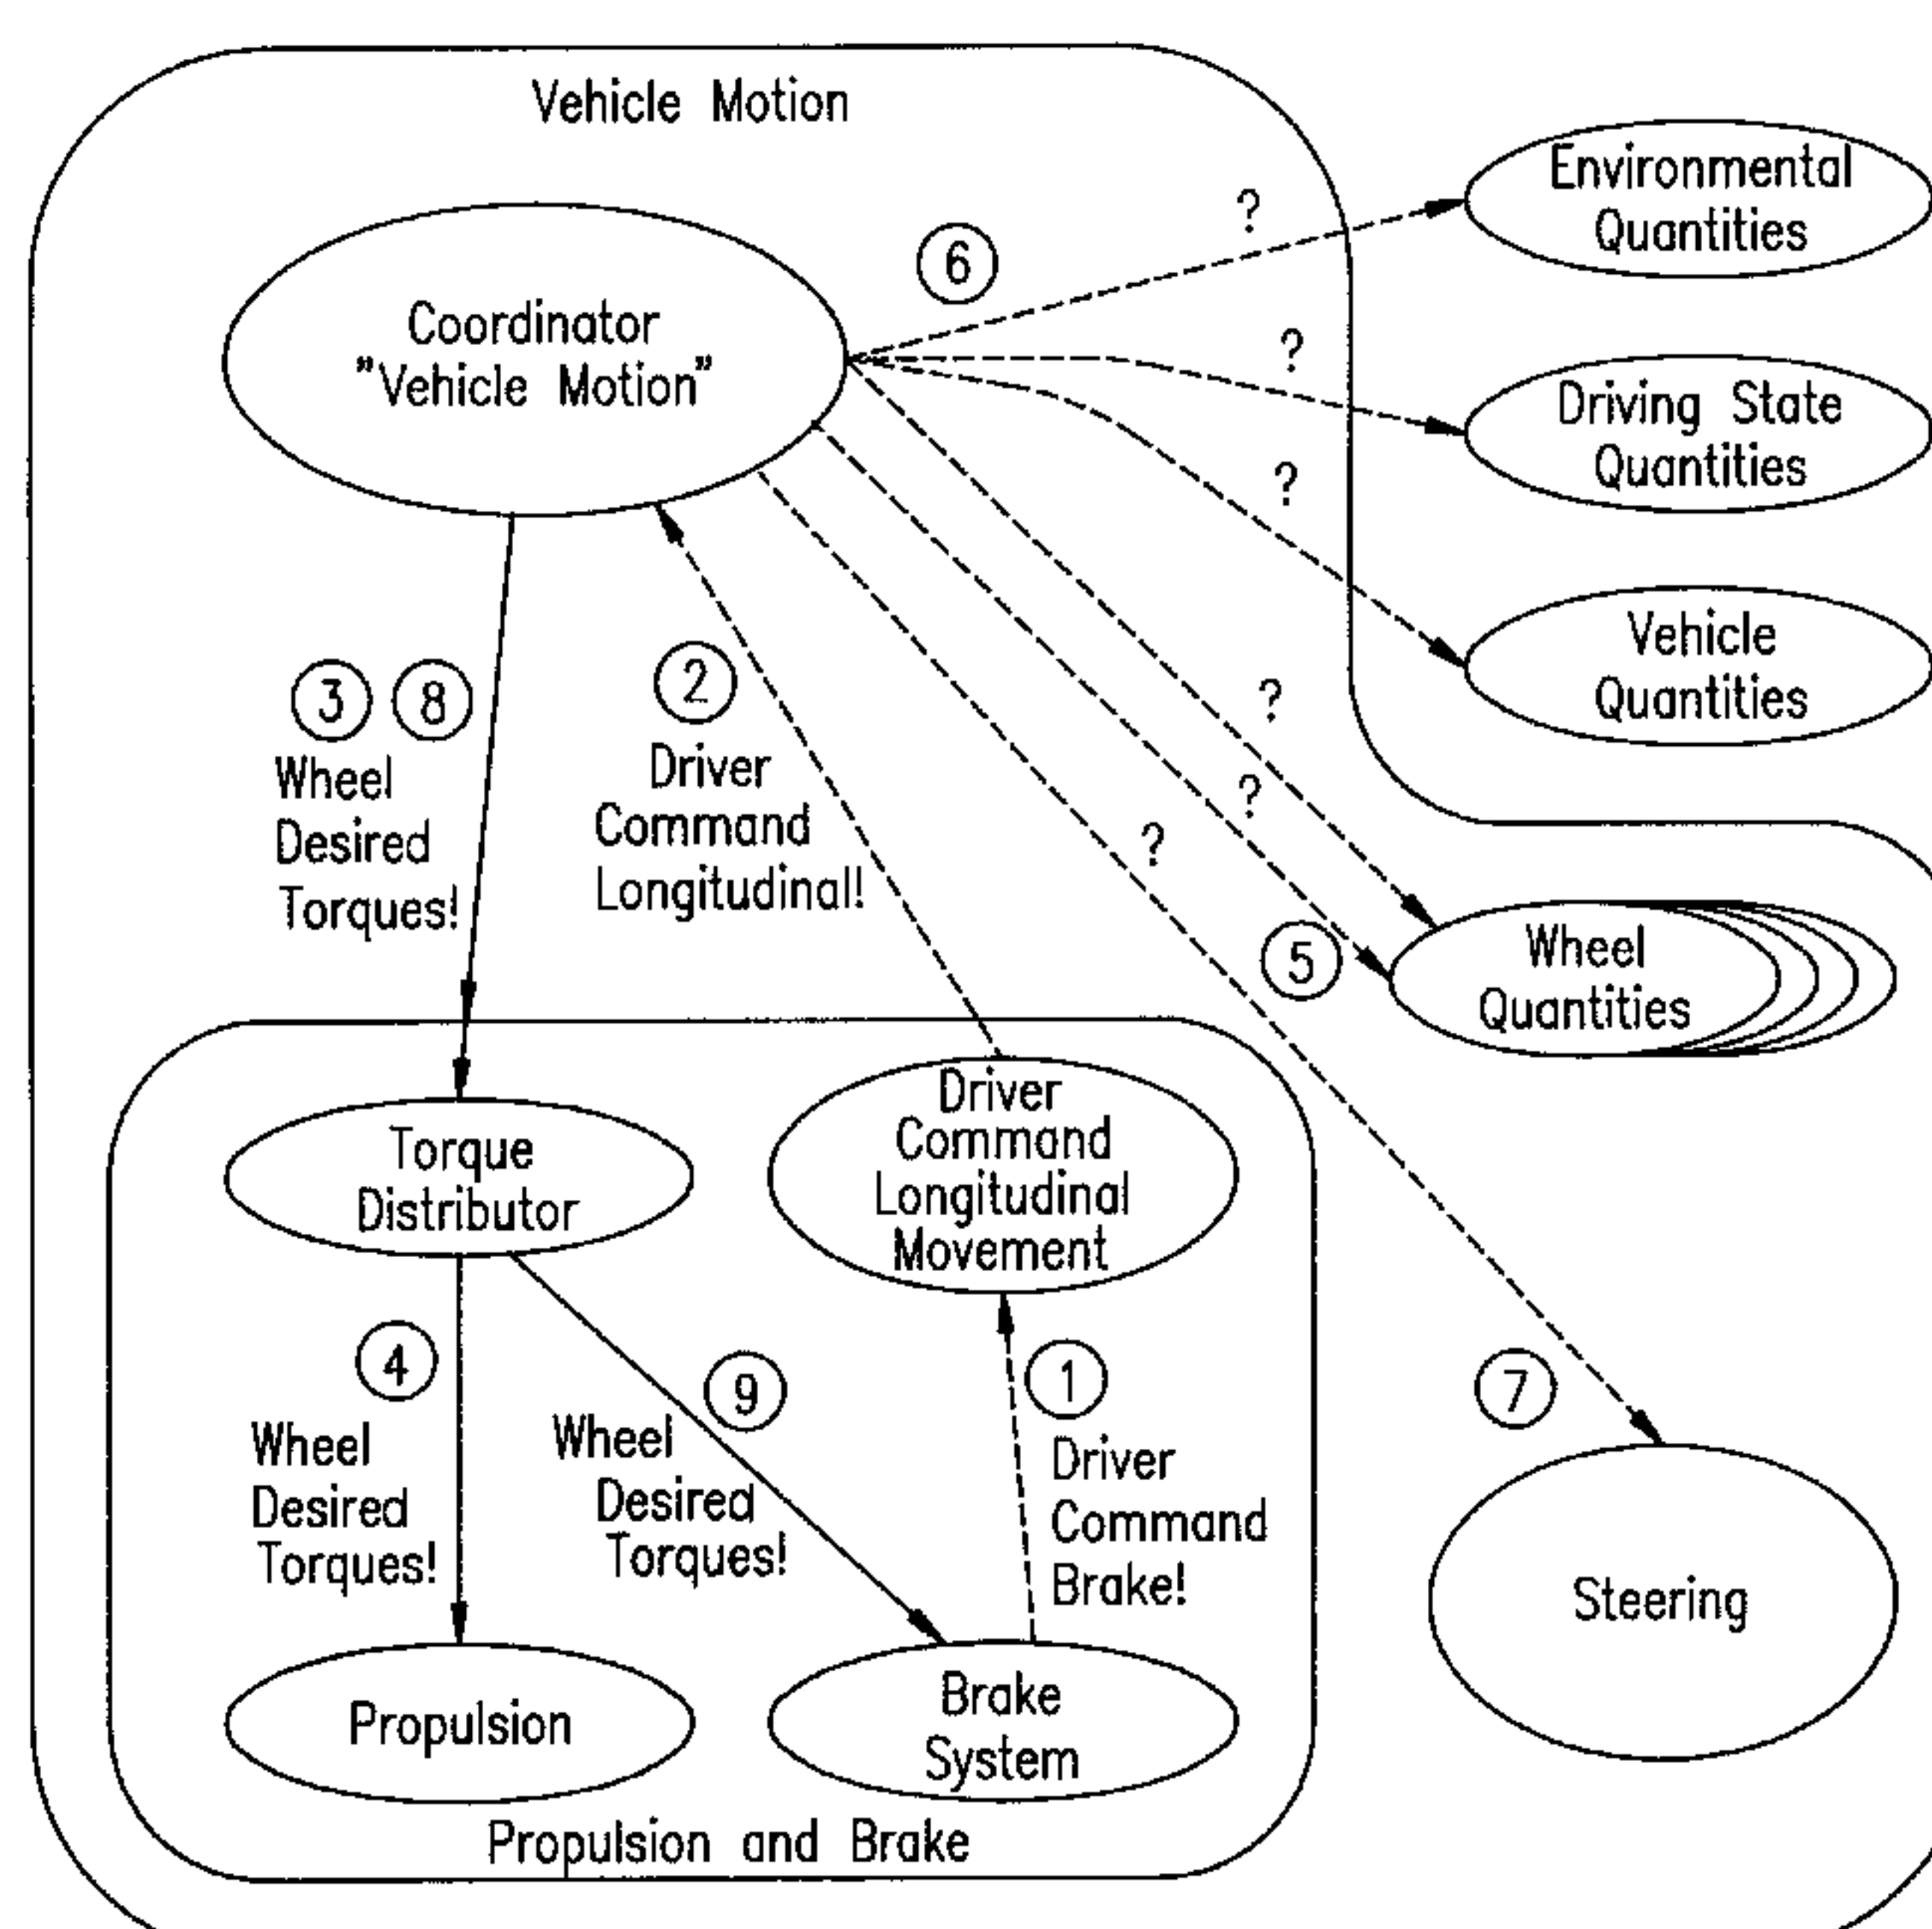 Vehicle Motion
Environmental
Quantities
?
6
Coordinator
"Vehicle Motion"
?
Driving State
Quantities
?
Vehicle
Quantities
3 8
Wheel
Desired
Torques!
2
Driver
Command
Longitudinal!
?
?
?
5
Wheel
Quantities
Torque
Distributor
Driver
Command
Longitudinal
Movement
4
Wheel
Desired
Torques!
9
Wheel
Desired
Torques!
1
Driver
Command
Brake!
7
Steering
Propulsion
Brake
System
Propulsion and Brake